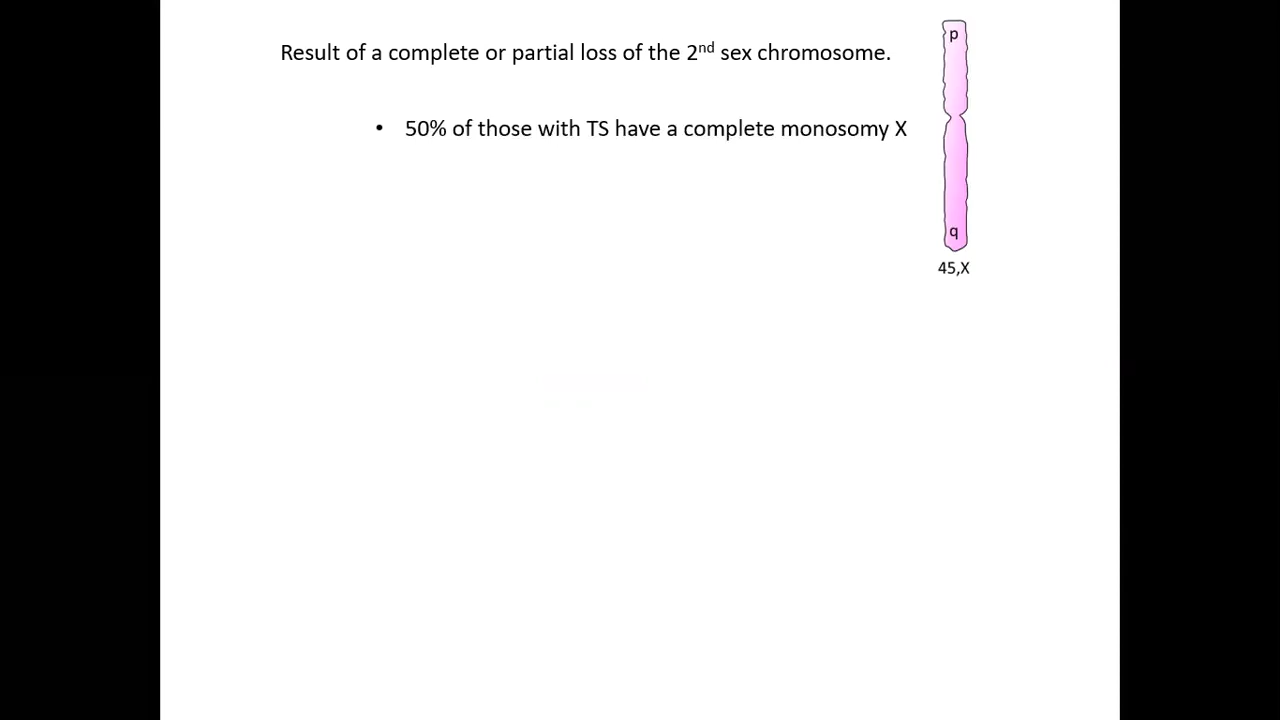 Result of a complete or partial loss of the 2nd sex chromosome.
• 50% of those with TS have a complete monosomy X
p
q
45,X